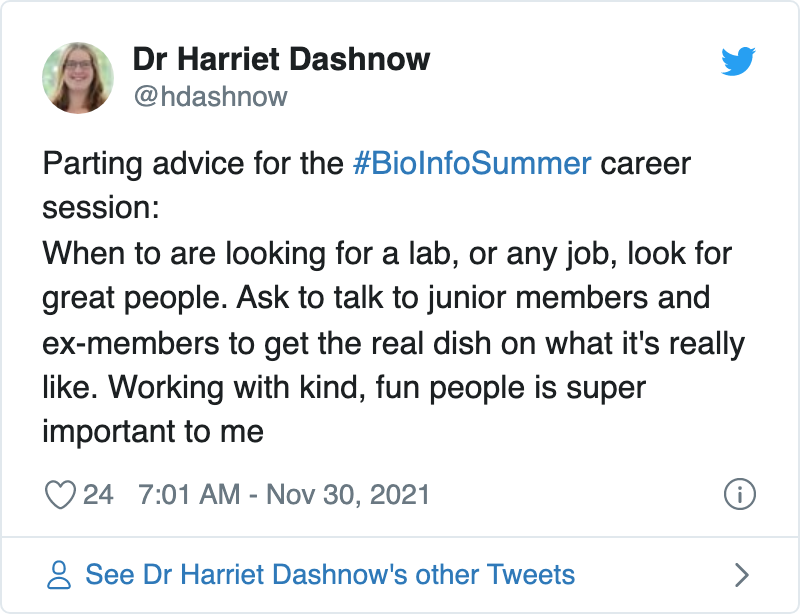 Dr Harriet Dashnow
@hdashnow
Parting advice for the #BioInfoSummer career
session:
When to are looking for a lab, or any job, look for
great people. Ask to talk to junior members and
ex-members to get the real dish on what it's really
like. Working with kind, fun people is super
important to me
24 7:01 AM - Nov 30, 2021
See Dr Harriet Dashnow's other Tweets